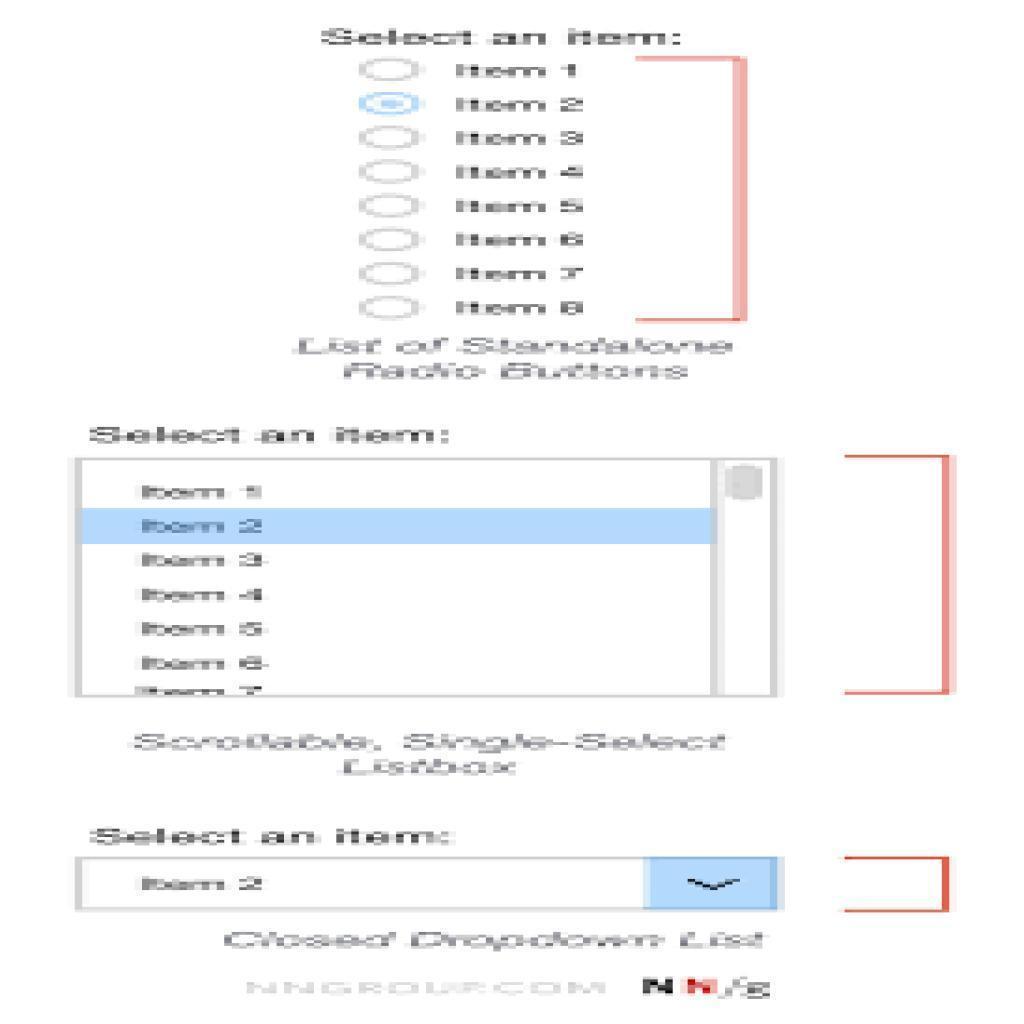 Select an item:
Item 1
Item 2
Item 3
Item 4
Item 5
Item 6
Item 7
Item 8
List of Standalone
Radio Buttons
Select an item:
Item 1
Item 2
Item 3
Item 4
Item 5
Item 6
Item 7
Scrollable, Single-Select
Listbox
Select an item:
Item 2
Closed Dropdown List
NNGROUP.COM NN/g